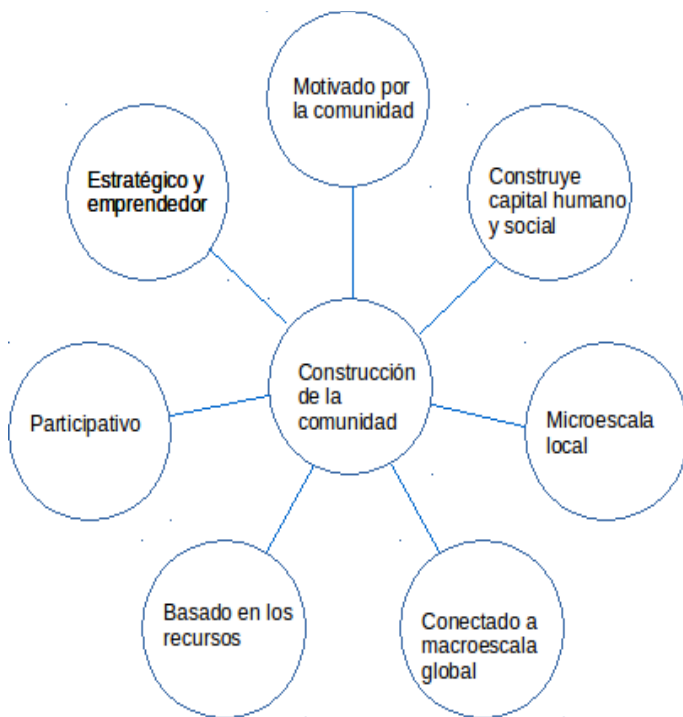 Motivado por
la comunidad
Estratégico y
emprendedor
Construye
capital humano
y social
Construcción
de la
comunidad
Participativo
Microescala
local
Basado en los
recursos
Conectado a
macroescala
global